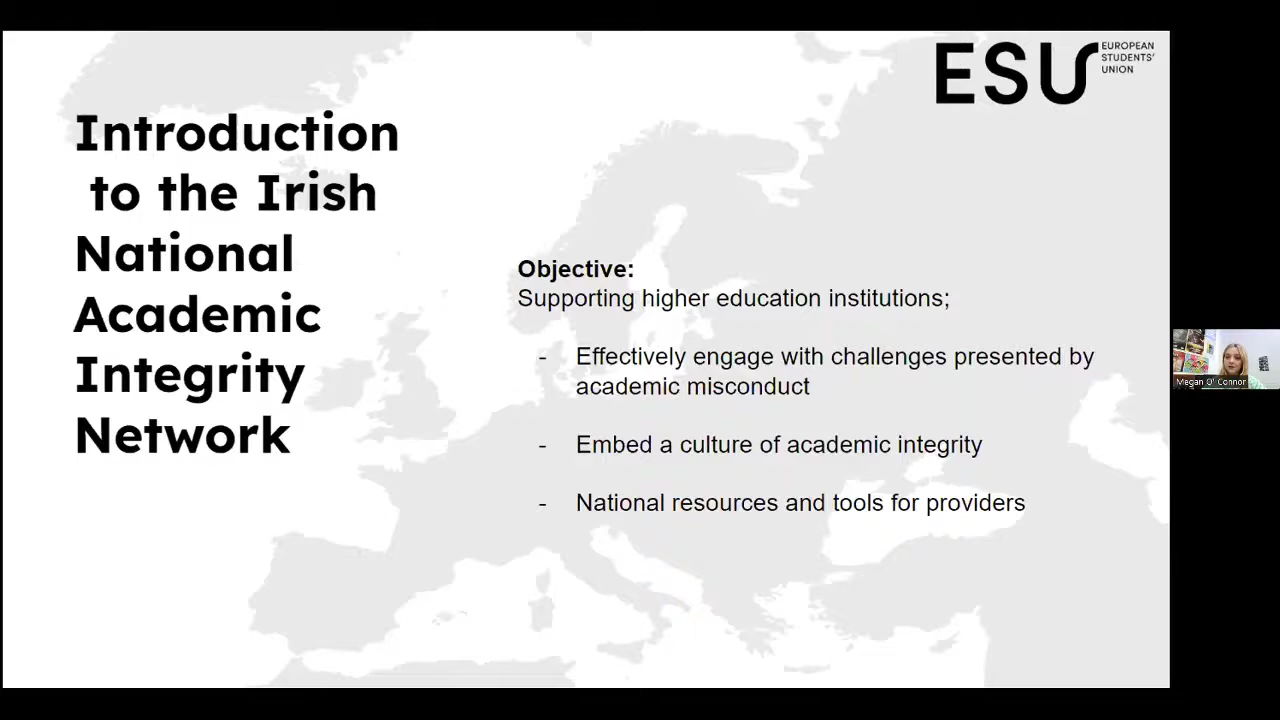 ESU
EUROPEAN
STUDENTS'
UNION
Introduction
to the Irish
National
Academic
Integrity
Network
Objective:
Supporting higher education institutions;
- Effectively engage with challenges presented by
academic misconduct
- Embed a culture of academic integrity
- National resources and tools for providers
Megan O' Connor